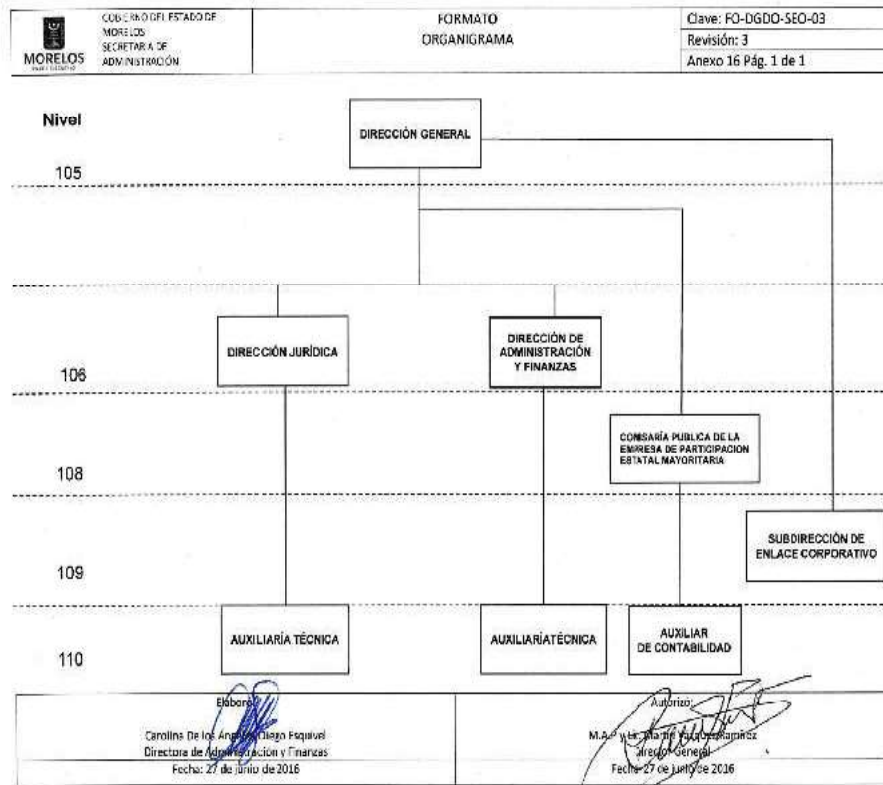 MORELOS
GOBIERNO DEL ESTADO DE
MORELOS
SECRETARÍA DE
ADMINISTRACIÓN
FORMATO
ORGANIGRAMA
Clave: FO-DGDO-SEO-03
Revisión: 3
Anexo 16 Pág. 1 de 1
Nivel
DIRECCIÓN GENERAL
105
DIRECCIÓN JURÍDICA
DIRECCIÓN DE
ADMINISTRACIÓN
Y FINANZAS
106
COMISARÍA PUBLICA DE LA
EMPRESA DE PARTICIPACION
ESTATAL MAYORITARIA
108
SUBDIRECCIÓN DE
ENLACE CORPORATIVO
109
AUXILIARÍA TÉCNICA
AUXILIARÍATÉCNICA
AUXILIAR
DE CONTABILIDAD
110
Elaboró:
Carolina De los Ángeles Diego Esquivel
Directora de Administración y Finanzas
Fecha: 27 de junio de 2016
Autorizó:
M.A.P y Lic. Martín Vázquez Ramírez
Director General
Fecha: 27 de junio de 2016